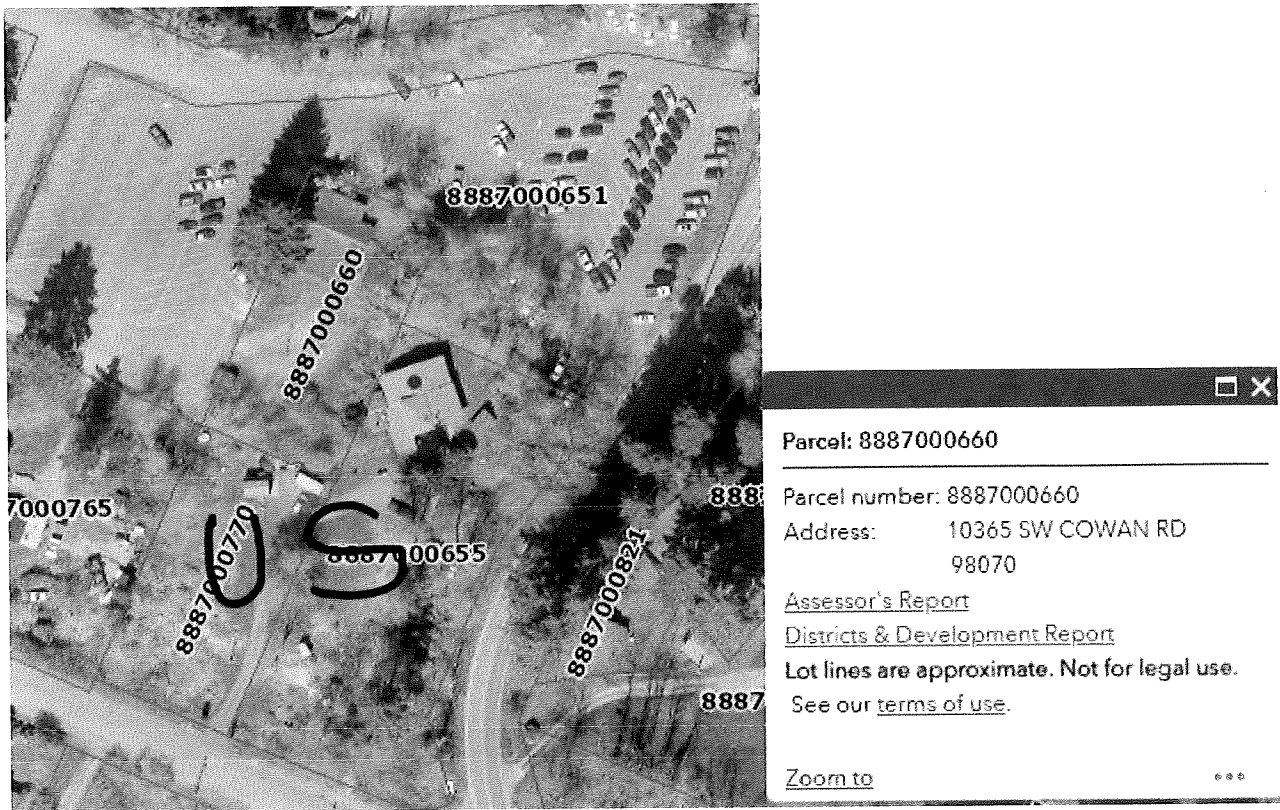 8887000651
8887000660
7000765
888
8887000770
U S
8887000655
8887000821
8887
Parcel: 8887000660
Parcel number: 8887000660
Address: 10365 SW COWAN RD
98070
Assessor's Report
Districts & Development Report
Lot lines are approximate. Not for legal use.
See our terms of use.
Zoom to